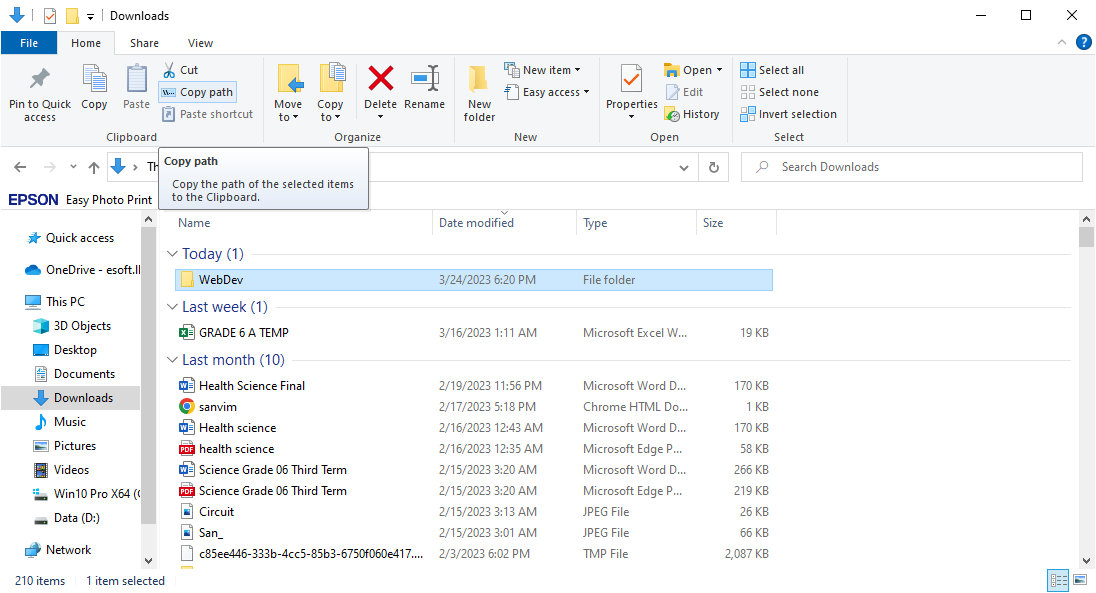 Downloads
File Home Share View
Pin to Quick access
Copy
Paste
Cut
Copy path
Paste shortcut
Clipboard
Move to
Copy to
Delete
Rename
Organize
New folder
New item
Easy access
New
Properties
Open
Edit
History
Open
Select all
Select none
Invert selection
Select
Th
Search Downloads
Copy path
Copy the path of the selected items
to the Clipboard.
EPSON Easy Photo Print
Quick access
OneDrive - esoft.ll
This PC
3D Objects
Desktop
Documents
Downloads
Music
Pictures
Videos
Win10 Pro X64 (C
Data (D:)
Network
Name Date modified Type Size
Today (1)
WebDev 3/24/2023 6:20 PM File folder
Last week (1)
GRADE 6 A TEMP 3/16/2023 1:11 AM Microsoft Excel W... 19 KB
Last month (10)
Health Science Final 2/19/2023 11:56 PM Microsoft Word D... 170 KB
sanvim 2/17/2023 5:18 PM Chrome HTML Do... 1 KB
Health science 2/16/2023 12:43 AM Microsoft Word D... 170 KB
health science 2/16/2023 12:35 AM Microsoft Edge P... 58 KB
Science Grade 06 Third Term 2/15/2023 3:20 AM Microsoft Word D... 266 KB
Science Grade 06 Third Term 2/15/2023 3:20 AM Microsoft Edge P... 219 KB
Circuit 2/15/2023 3:13 AM JPEG File 26 KB
San_ 2/15/2023 3:01 AM JPEG File 66 KB
c85ee446-333b-4cc5-85b3-6750f060e417.... 2/3/2023 6:02 PM TMP File 2,087 KB
210 items 1 item selected